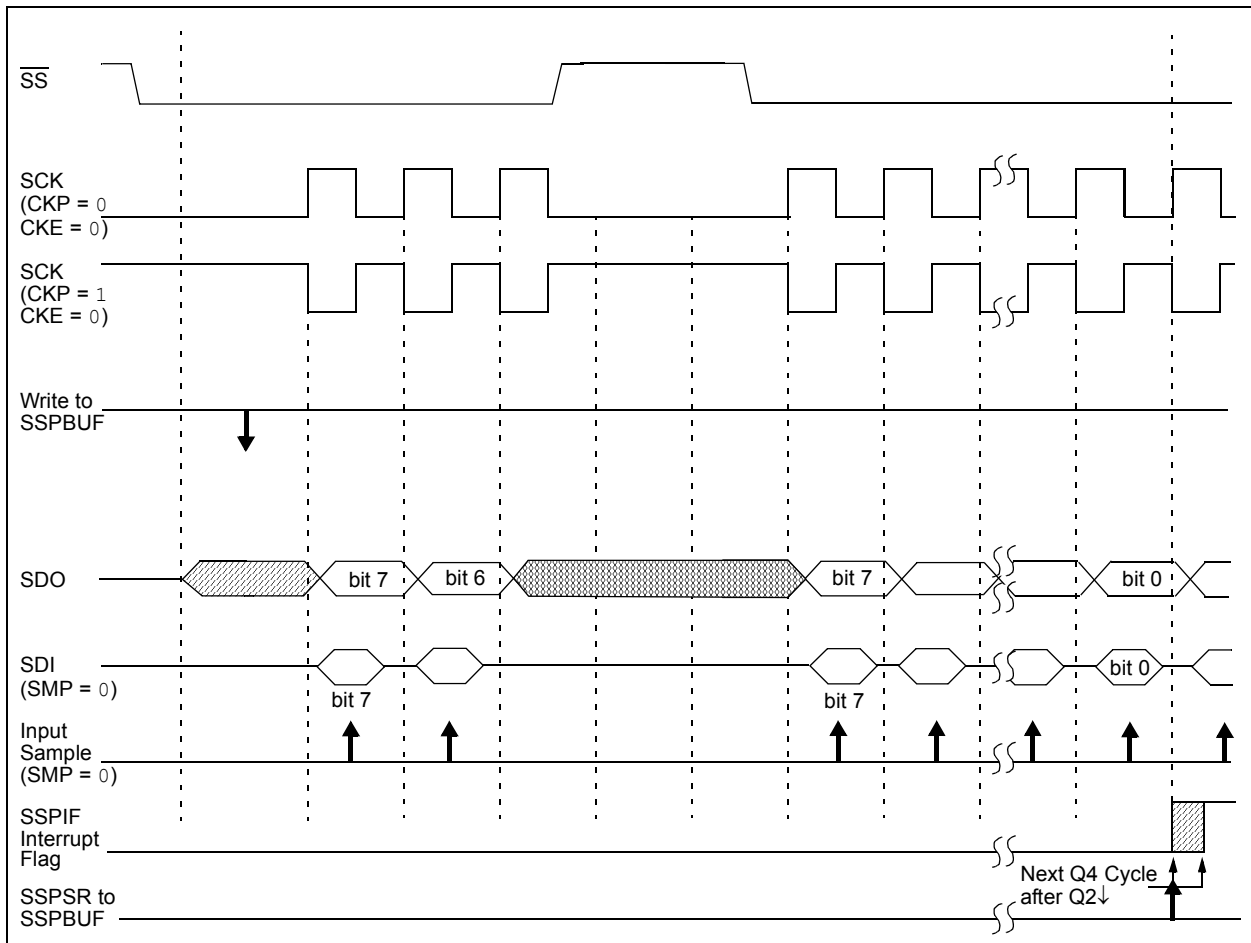 SS
SCK
(CKP = 0
CKE = 0)
SCK
(CKP = 1
CKE = 0)
Write to
SSPBUF
SDO
bit 7
bit 6
bit 7
bit 0
SDI
(SMP = 0)
bit 7
bit 7
bit 0
Input
Sample
(SMP = 0)
SSPIF
Interrupt
Flag
Next Q4 Cycle
after Q2↓
SSPSR to
SSPBUF